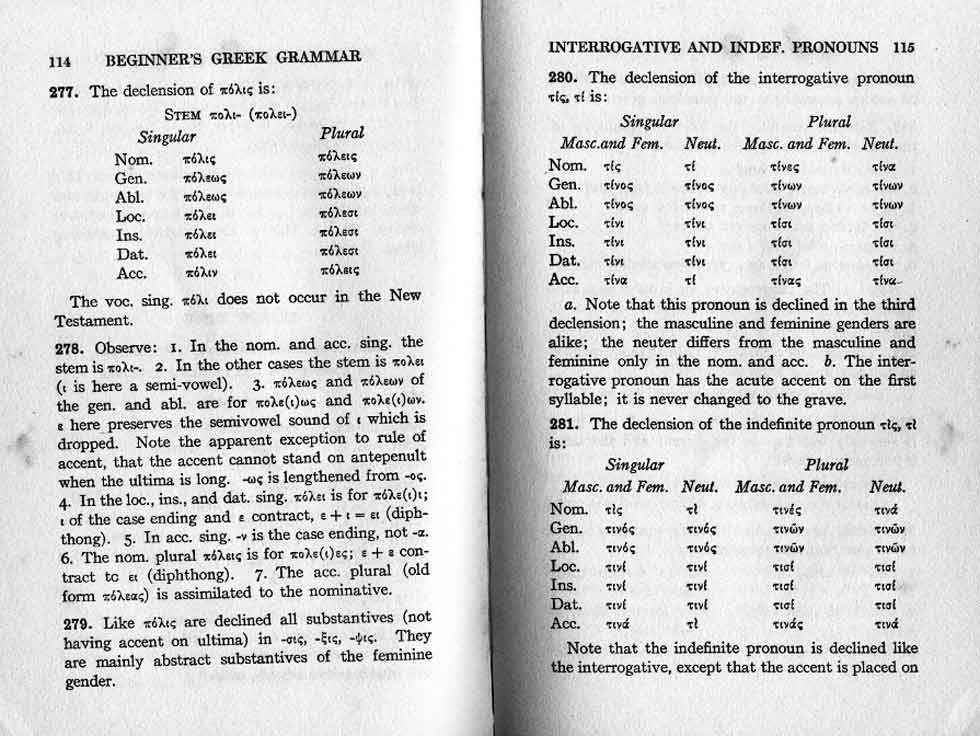 114 BEGINNER'S GREEK GRAMMAR
277. The declension of πόλις is:
STEM πολι- (πολει-)
Singular Plural
Nom. πόλις πόλεις
Gen. πόλεως πόλεων
Abl. πόλεως πόλεων
Loc. πόλει πόλεσι
Ins. πόλει πόλεσι
Dat. πόλει πόλεσι
Acc. πόλιν πόλεις
The voc. sing. πόλι does not occur in the New
Testament.
278. Observe: 1. In the nom. and acc. sing. the
stem is πολι-. 2. In the other cases the stem is πολει
(ι is here a semi-vowel). 3. πόλεως and πόλεων of
the gen. and abl. are for πολε(ι)ως and πολε(ι)ων.
ε here preserves the semivowel sound of ι which is
dropped. Note the apparent exception to rule of
accent, that the accent cannot stand on antepenult
when the ultima is long. -ως is lengthened from -ος.
4. In the loc., ins., and dat. sing. πόλει is for πόλε(ι)ι;
ι of the case ending and ε contract, ε + ι = ει (diph-
thong). 5. In acc. sing. -ν is the case ending, not -α.
6. The nom. plural πόλεις is for πολε(ι)ες; ε + ε con-
tract to ει (diphthong). 7. The acc. plural (old
form πόλεας) is assimilated to the nominative.
279. Like πόλις are declined all substantives (not
having accent on ultima) in -σις, -ξις, -ψις. They
are mainly abstract substantives of the feminine
gender.
INTERROGATIVE AND INDEF. PRONOUNS 115
280. The declension of the interrogative pronoun
τίς, τί is:
Singular Plural
Masc.and Fem. Neut. Masc. and Fem. Neut.
Nom. τίς τί τίνες τίνα
Gen. τίνος τίνος τίνων τίνων
Abl. τίνος τίνος τίνων τίνων
Loc. τίνι τίνι τίσι τίσι
Ins. τίνι τίνι τίσι τίσι
Dat. τίνι τίνι τίσι τίσι
Acc. τίνα τί τίνας τίνα
a. Note that this pronoun is declined in the third
declension; the masculine and feminine genders are
alike; the neuter differs from the masculine and
feminine only in the nom. and acc. b. The inter-
rogative pronoun has the acute accent on the first
syllable; it is never changed to the grave.
281. The declension of the indefinite pronoun τὶς, τὶ
is:
Singular Plural
Masc. and Fem. Neut. Masc. and Fem. Neut.
Nom. τὶς τὶ τινές τινά
Gen. τινός τινός τινῶν τινῶν
Abl. τινός τινός τινῶν τινῶν
Loc. τινί τινί τισί τισί
Ins. τινί τινί τισί τισί
Dat. τινί τινί τισί τισί
Acc. τινά τὶ τινάς τινά
Note that the indefinite pronoun is declined like
the interrogative, except that the accent is placed on